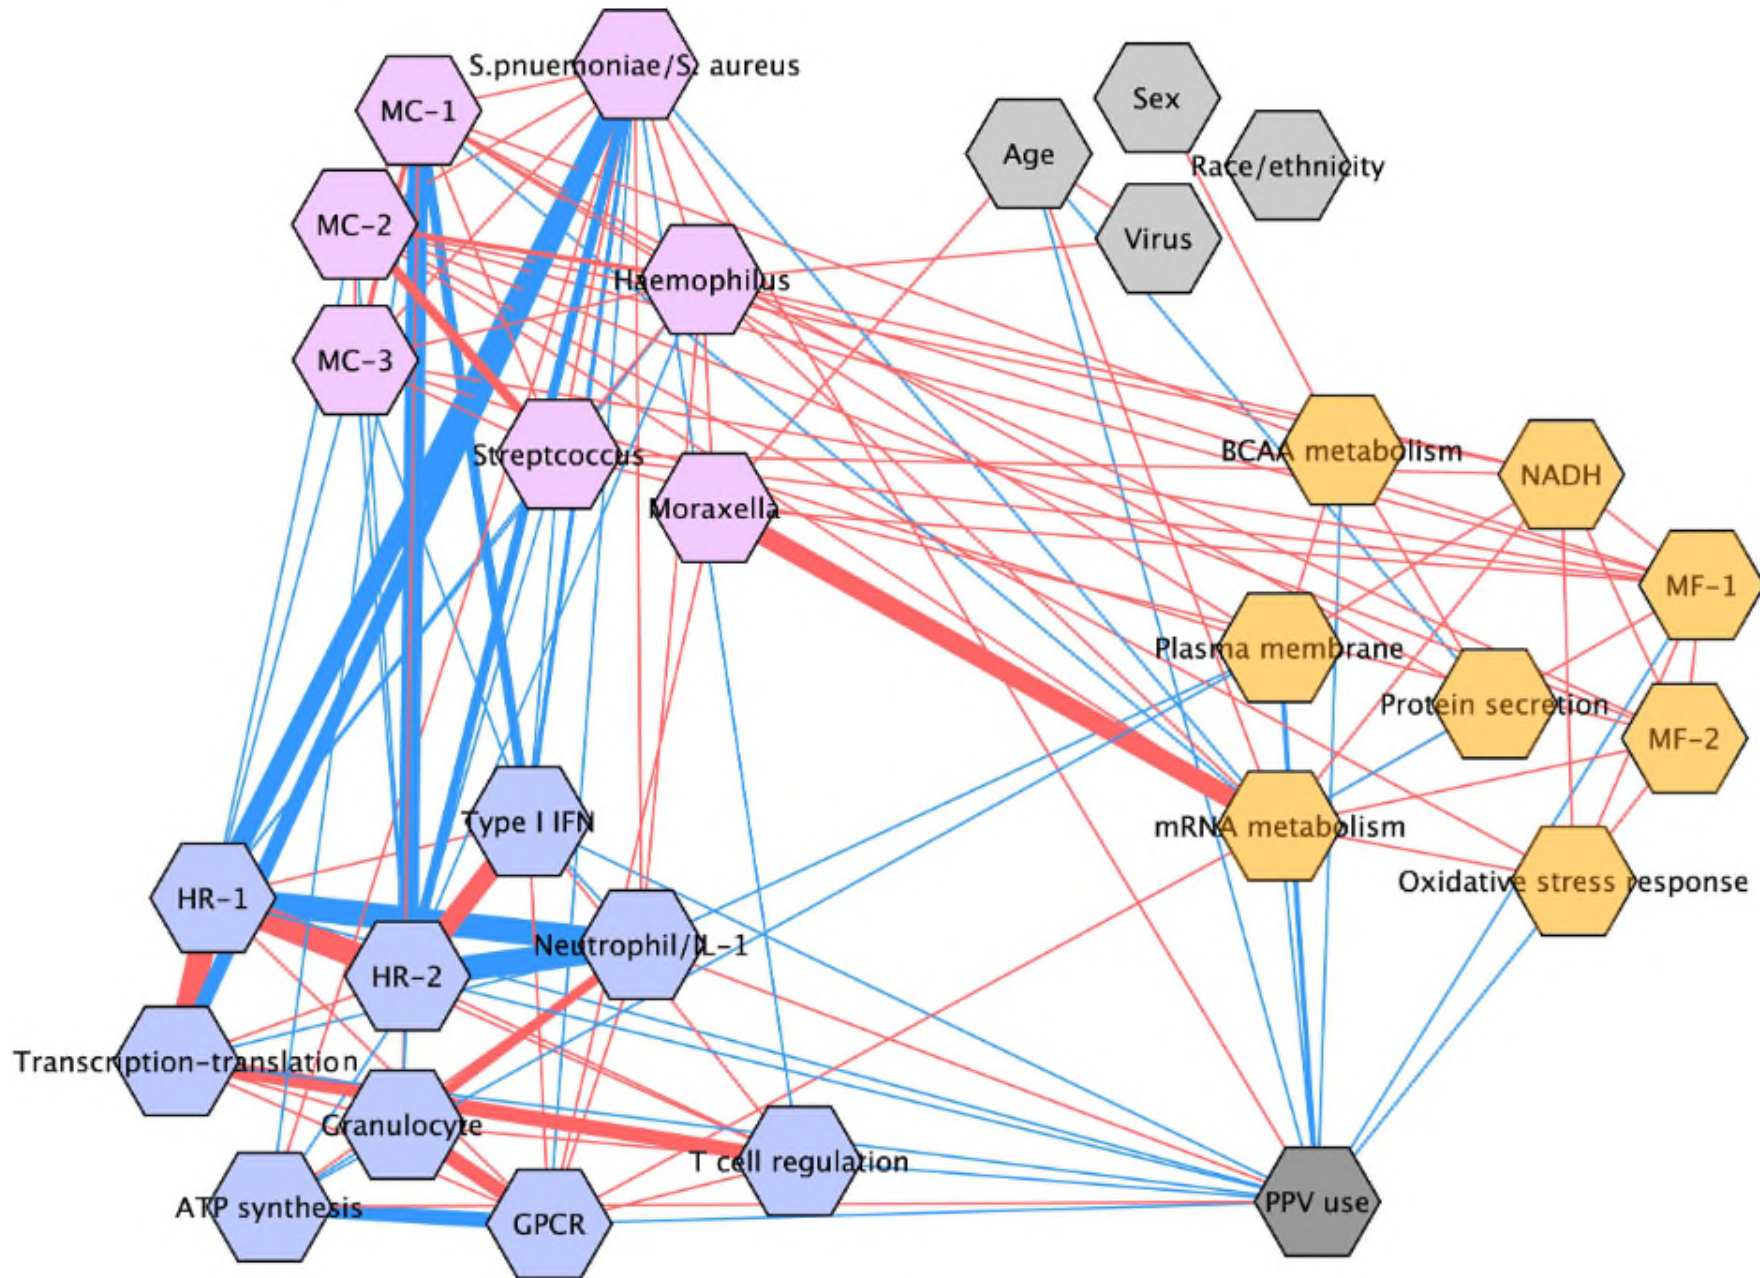 S.pnuemoniae/S. aureus
MC-1
Sex
Age
Race/ethnicity
MC-2
Virus
Haemophilus
MC-3
Streptcoccus
BCAA metabolism
NADH
Moraxella
MF-1
Plasma membrane
Protein secretion
MF-2
Type I IFN
mRNA metabolism
Oxidative stress response
HR-1
Neutrophil/IL-1
HR-2
Transcription-translation
Granulocyte
T cell regulation
ATP synthesis
GPCR
PPV use